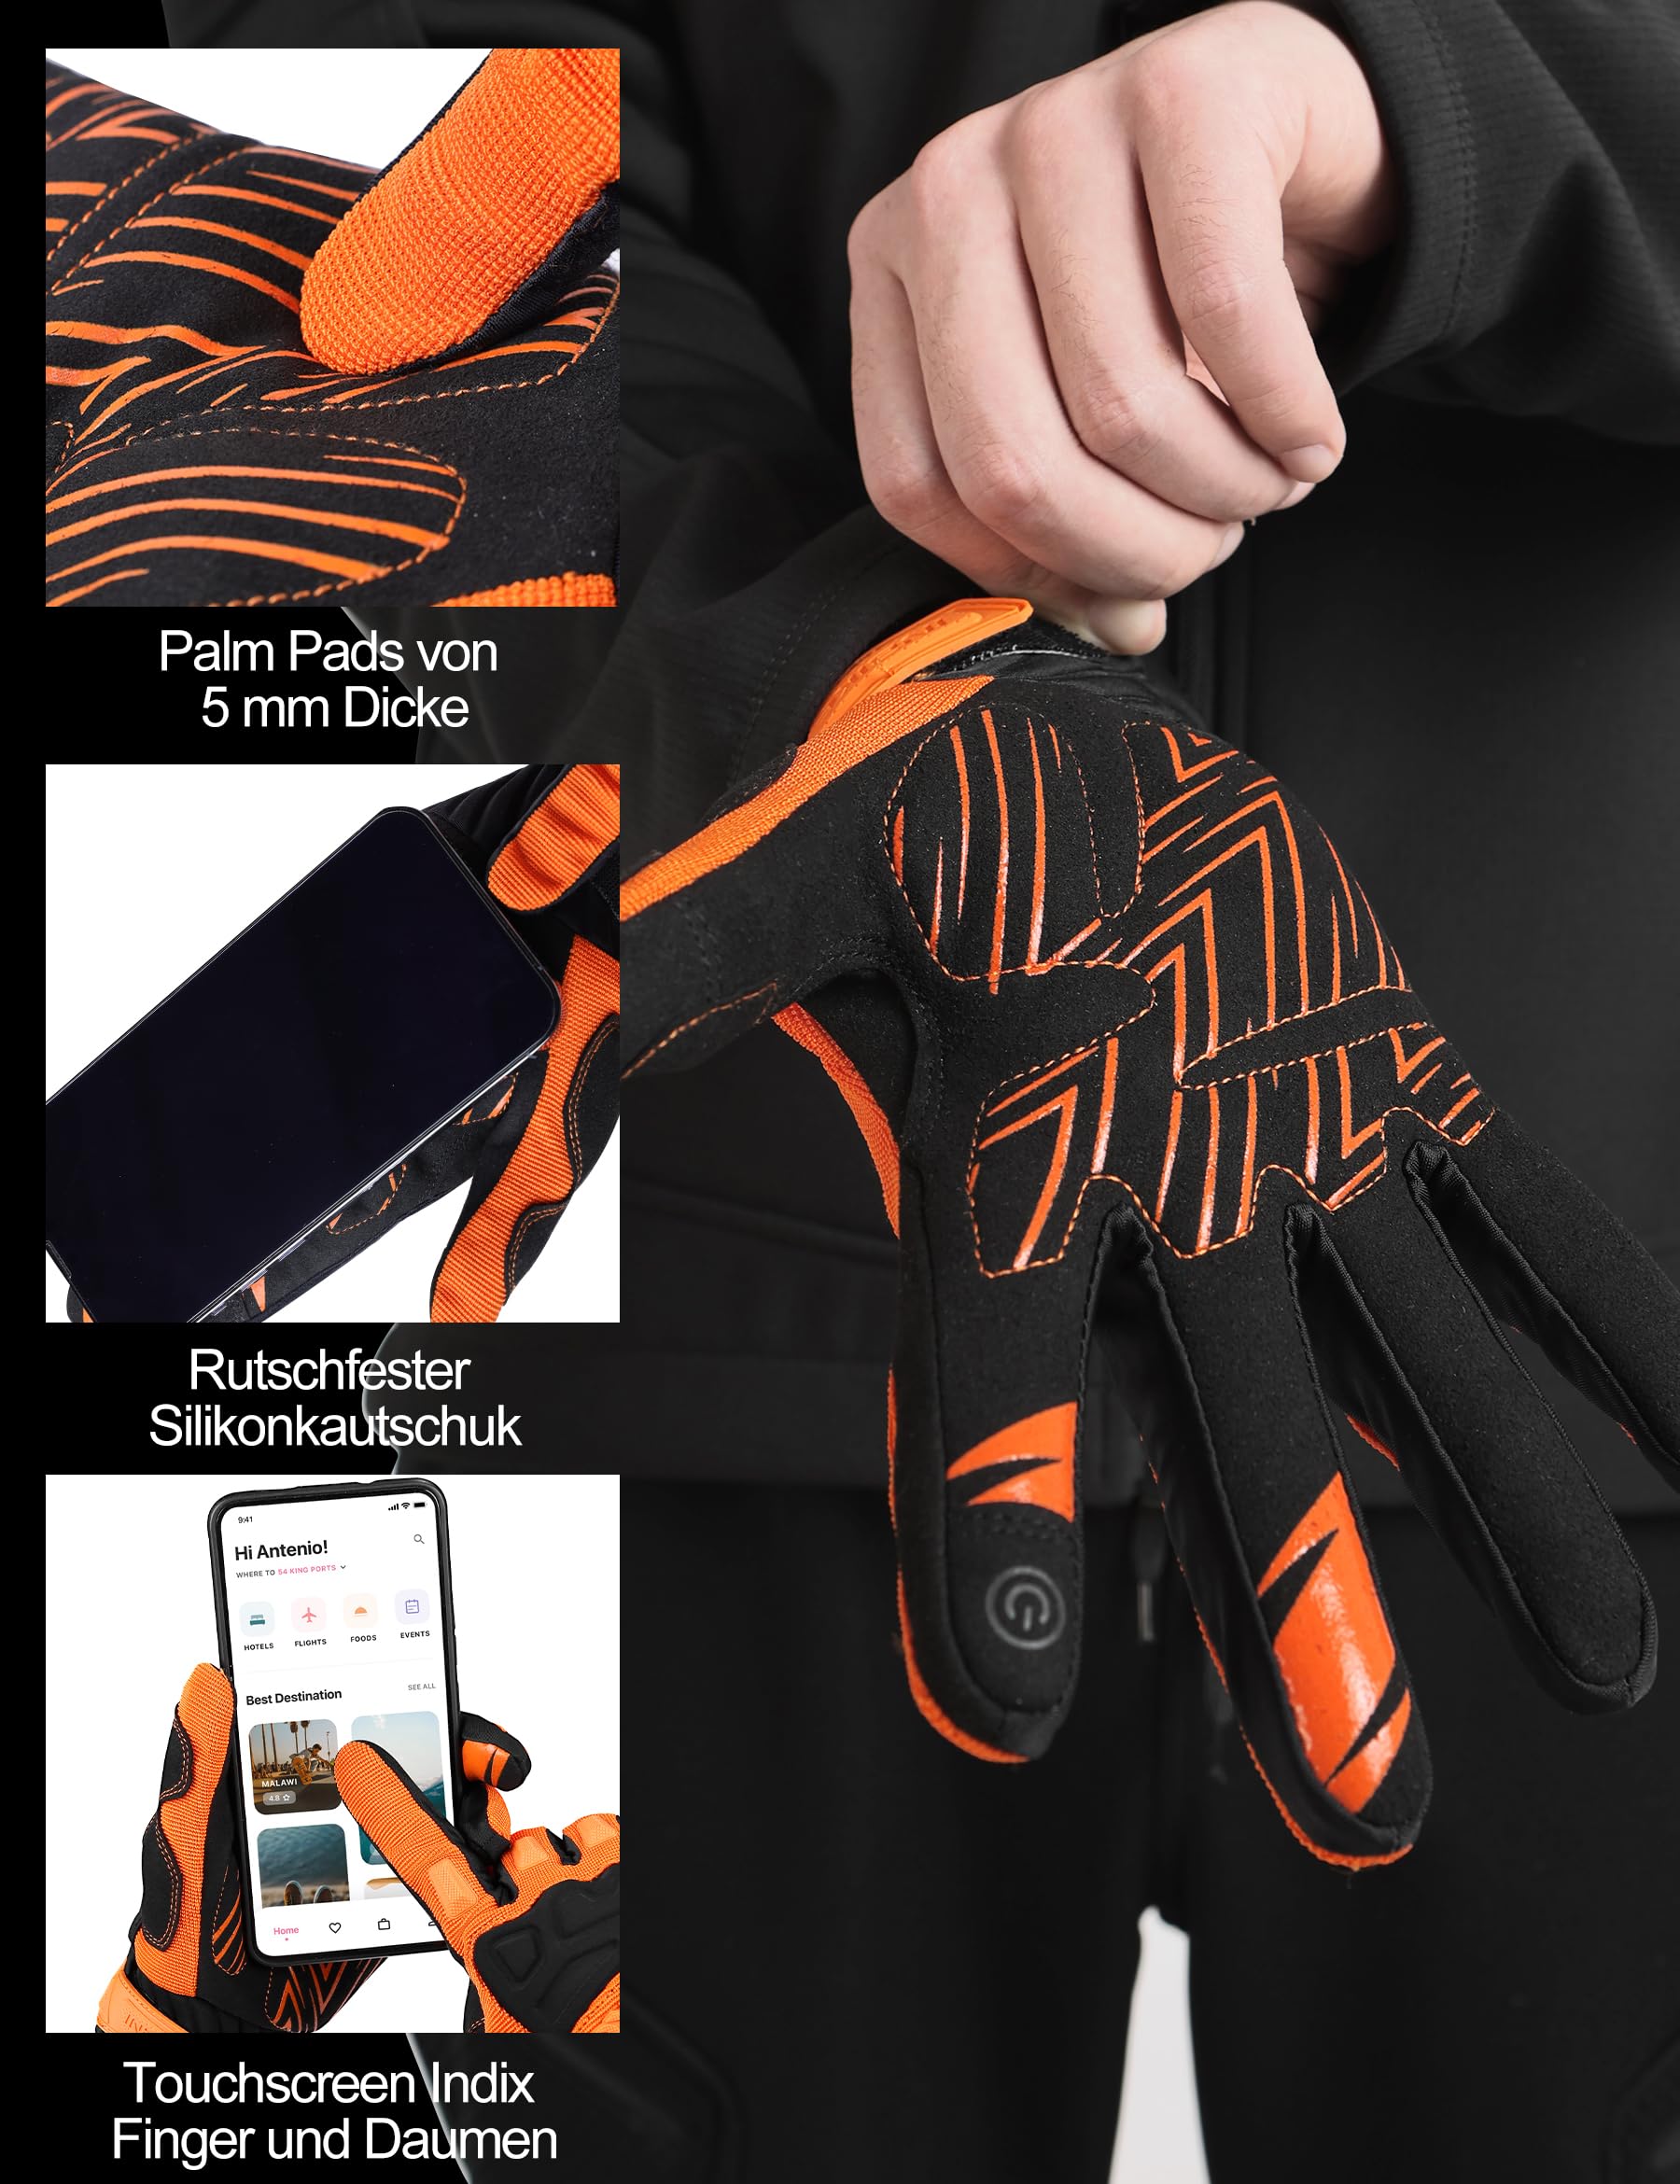 Palm Pads von
5 mm Dicke
Rutschfester
Silikonkautschuk
9:41
Hi Antenio!
WHERE TO 54 KING PORTS
HOTELS FLIGHTS FOODS EVENTS
Best Destination SEE ALL
MALAWI
4.8
Home
Touchscreen Indix
Finger und Daumen